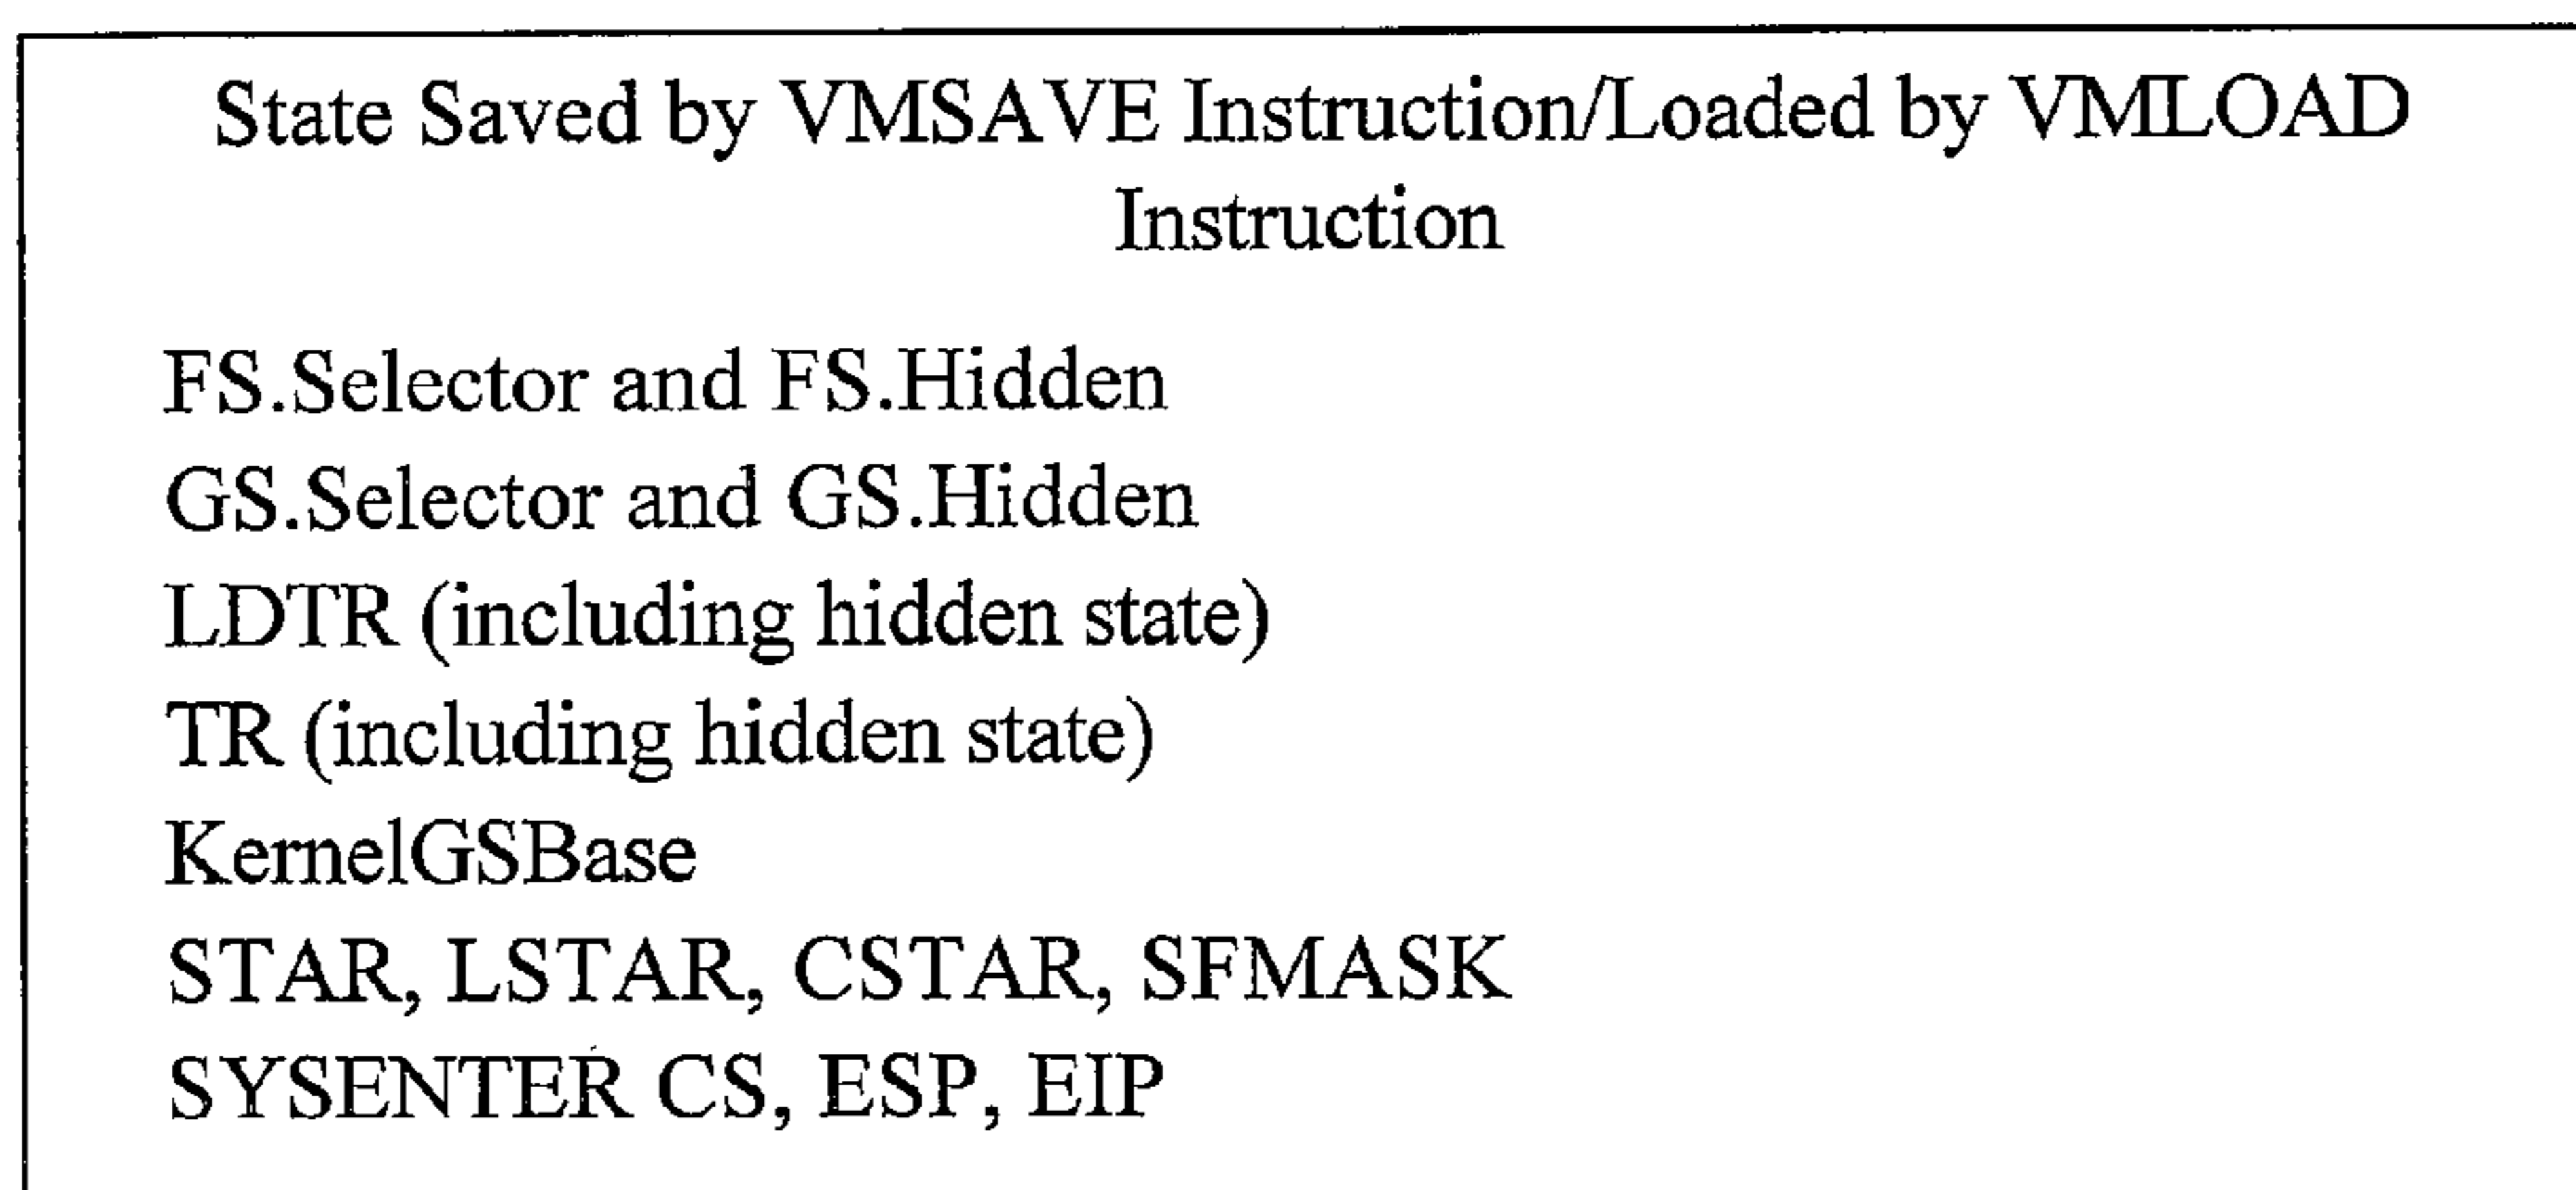 State Saved by VMSAVE Instruction/Loaded by VMLOAD
Instruction
FS.Selector and FS.Hidden
GS.Selector and GS.Hidden
LDTR (including hidden state)
TR (including hidden state)
KernelGSBase
STAR, LSTAR, CSTAR, SFMASK
SYSENTER CS, ESP, EIP